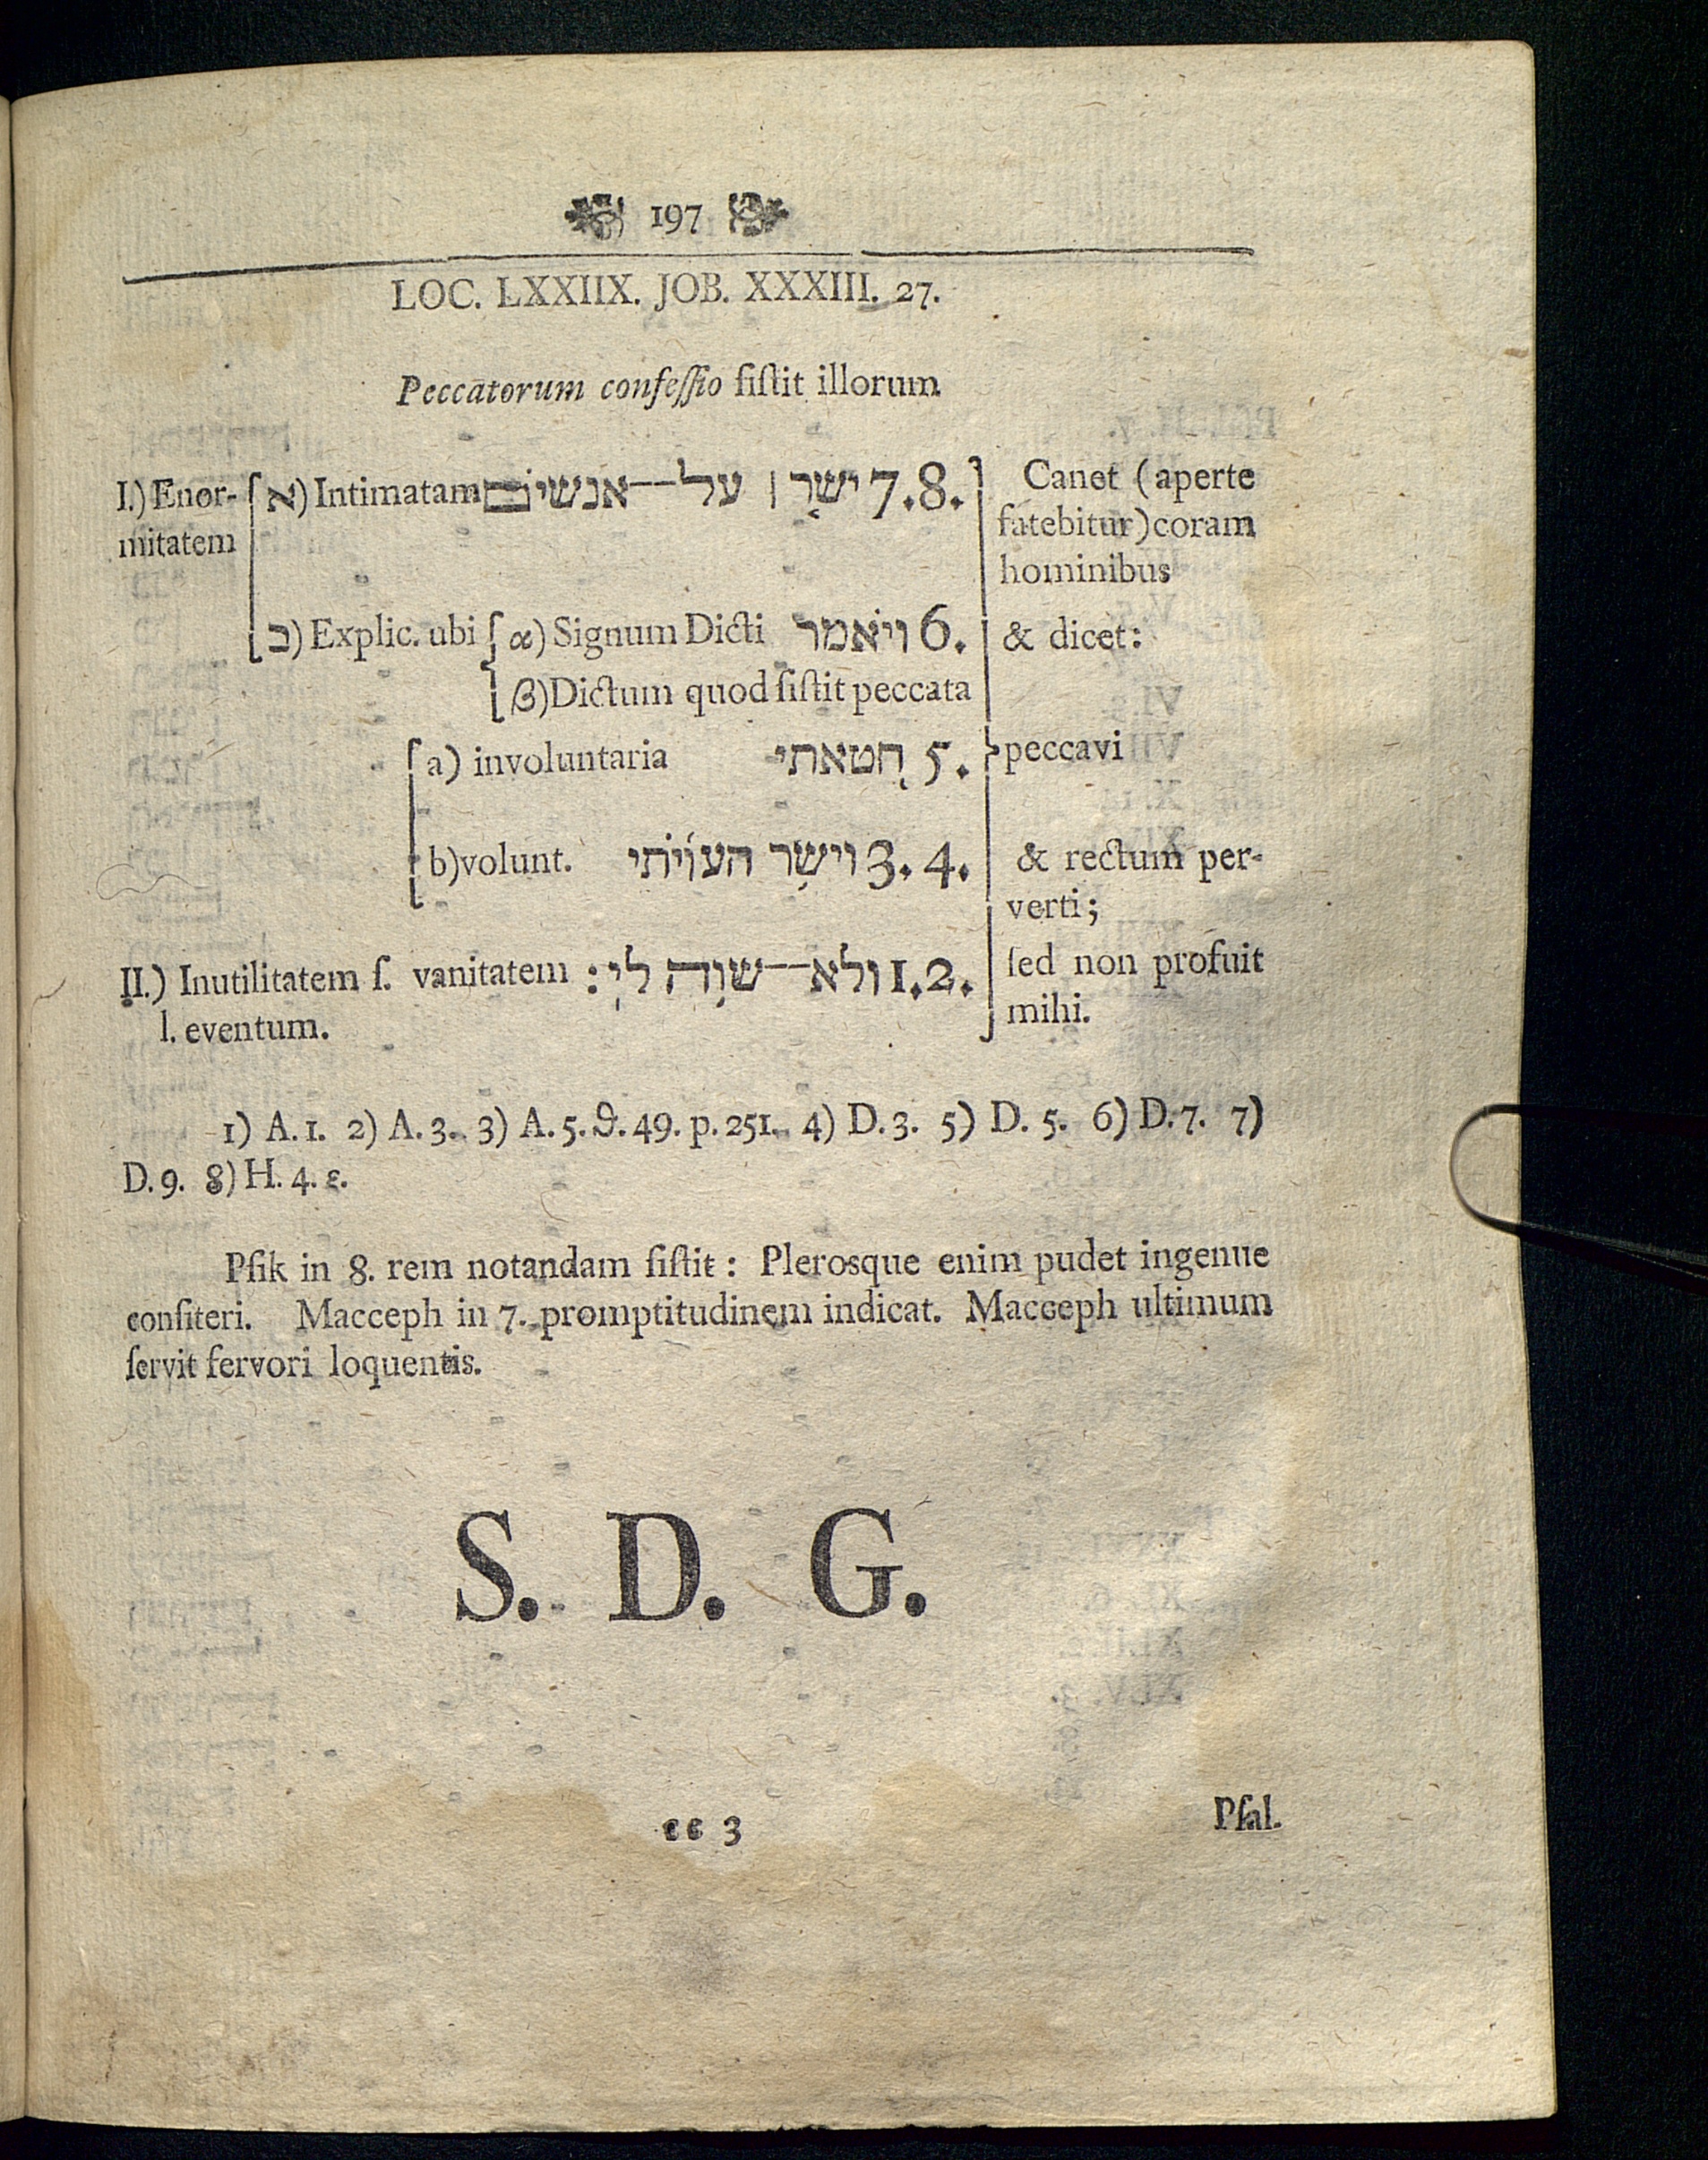 197
LOC. LXXIIX. JOB. XXXIII. 27.
Peccatorum confeſſio ſiſtit illorum
I.) Enor- א) Intimatam ישר | על—אנשים 7.8. Canet (aperte
mitatem fatebitur) coram
hominibus
ב) Explic. ubi α) Signum Dicti ויאמר 6. & dicet:
β) Dictum quod ſiſtit peccata
a) involuntaria חטאתי 5. peccavi
b) volunt. וישר העויתי 3.4. & rectum per-
verti;
II.) Inutilitatem ſ. vanitatem ולא—שוה לי: 1.2. ſed non profuit
l. eventum. mihi.
1) A. 1. 2) A. 3. 3) A. 5. ϑ. 49. p. 251. 4) D. 3. 5) D. 5. 6) D. 7. 7)
D. 9. 8) H. 4. ε.
Pſik in 8. rem notandam ſiſtit: Plerosque enim pudet ingenue
confiteri. Macceph in 7. promptitudinem indicat. Macceph ultimum
ſervit fervori loquentis.
S. D. G.
cc 3 Pſal.